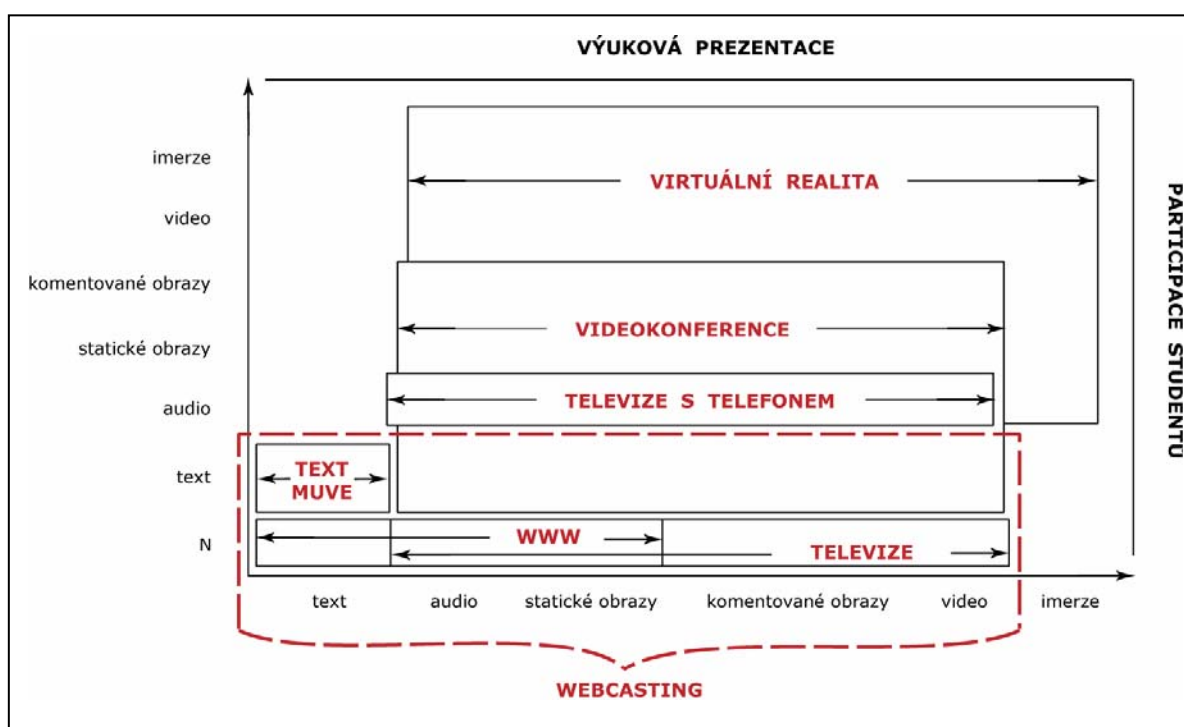 VÝUKOVÁ PREZENTACE
imerze
VIRTUÁLNÍ REALITA
video
komentované obrazy
VIDEOKONFERENCE
statické obrazy
audio
TELEVIZE S TELEFONEM
text
TEXT
MUVE
N
WWW
TELEVIZE
text audio statické obrazy komentované obrazy video imerze
WEBCASTING
PARTICIPACE STUDENTŮ